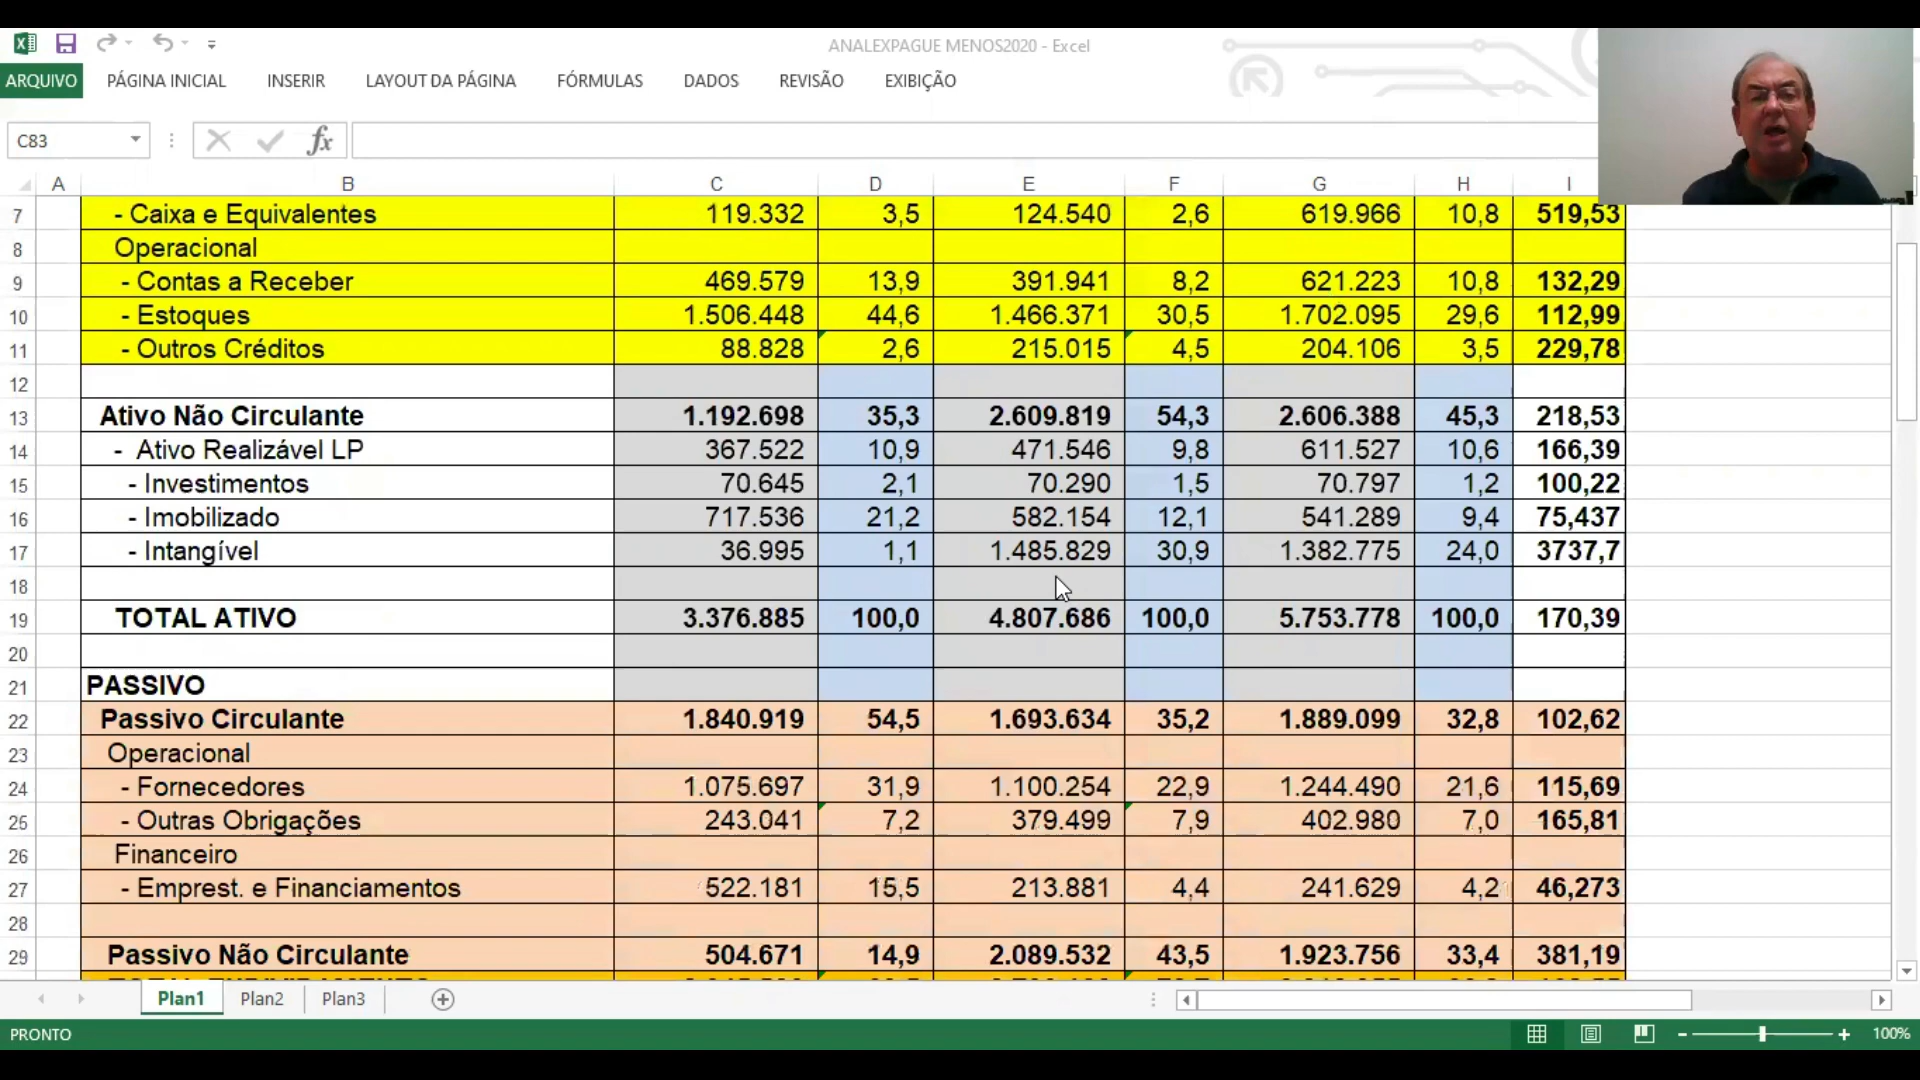 ANALEXPAGUE MENOS2020 - Excel
ARQUIVO PÁGINA INICIAL INSERIR LAYOUT DA PÁGINA FÓRMULAS DADOS REVISÃO EXIBIÇÃO
C83 fx
A B C D E F G H I
7 - Caixa e Equivalentes 119.332 3,5 124.540 2,6 619.966 10,8 519,53
8 Operacional
9 - Contas a Receber 469.579 13,9 391.941 8,2 621.223 10,8 132,29
10 - Estoques 1.506.448 44,6 1.466.371 30,5 1.702.095 29,6 112,99
11 - Outros Créditos 88.828 2,6 215.015 4,5 204.106 3,5 229,78
12
13 Ativo Não Circulante 1.192.698 35,3 2.609.819 54,3 2.606.388 45,3 218,53
14 - Ativo Realizável LP 367.522 10,9 471.546 9,8 611.527 10,6 166,39
15 - Investimentos 70.645 2,1 70.290 1,5 70.797 1,2 100,22
16 - Imobilizado 717.536 21,2 582.154 12,1 541.289 9,4 75,437
17 - Intangível 36.995 1,1 1.485.829 30,9 1.382.775 24,0 3737,7
18
19 TOTAL ATIVO 3.376.885 100,0 4.807.686 100,0 5.753.778 100,0 170,39
20
21 PASSIVO
22 Passivo Circulante 1.840.919 54,5 1.693.634 35,2 1.889.099 32,8 102,62
23 Operacional
24 - Fornecedores 1.075.697 31,9 1.100.254 22,9 1.244.490 21,6 115,69
25 - Outras Obrigações 243.041 7,2 379.499 7,9 402.980 7,0 165,81
26 Financeiro
27 - Emprest. e Financiamentos 522.181 15,5 213.881 4,4 241.629 4,2 46,273
28
29 Passivo Não Circulante 504.671 14,9 2.089.532 43,5 1.923.756 33,4 381,19
Plan1 Plan2 Plan3
PRONTO 100%